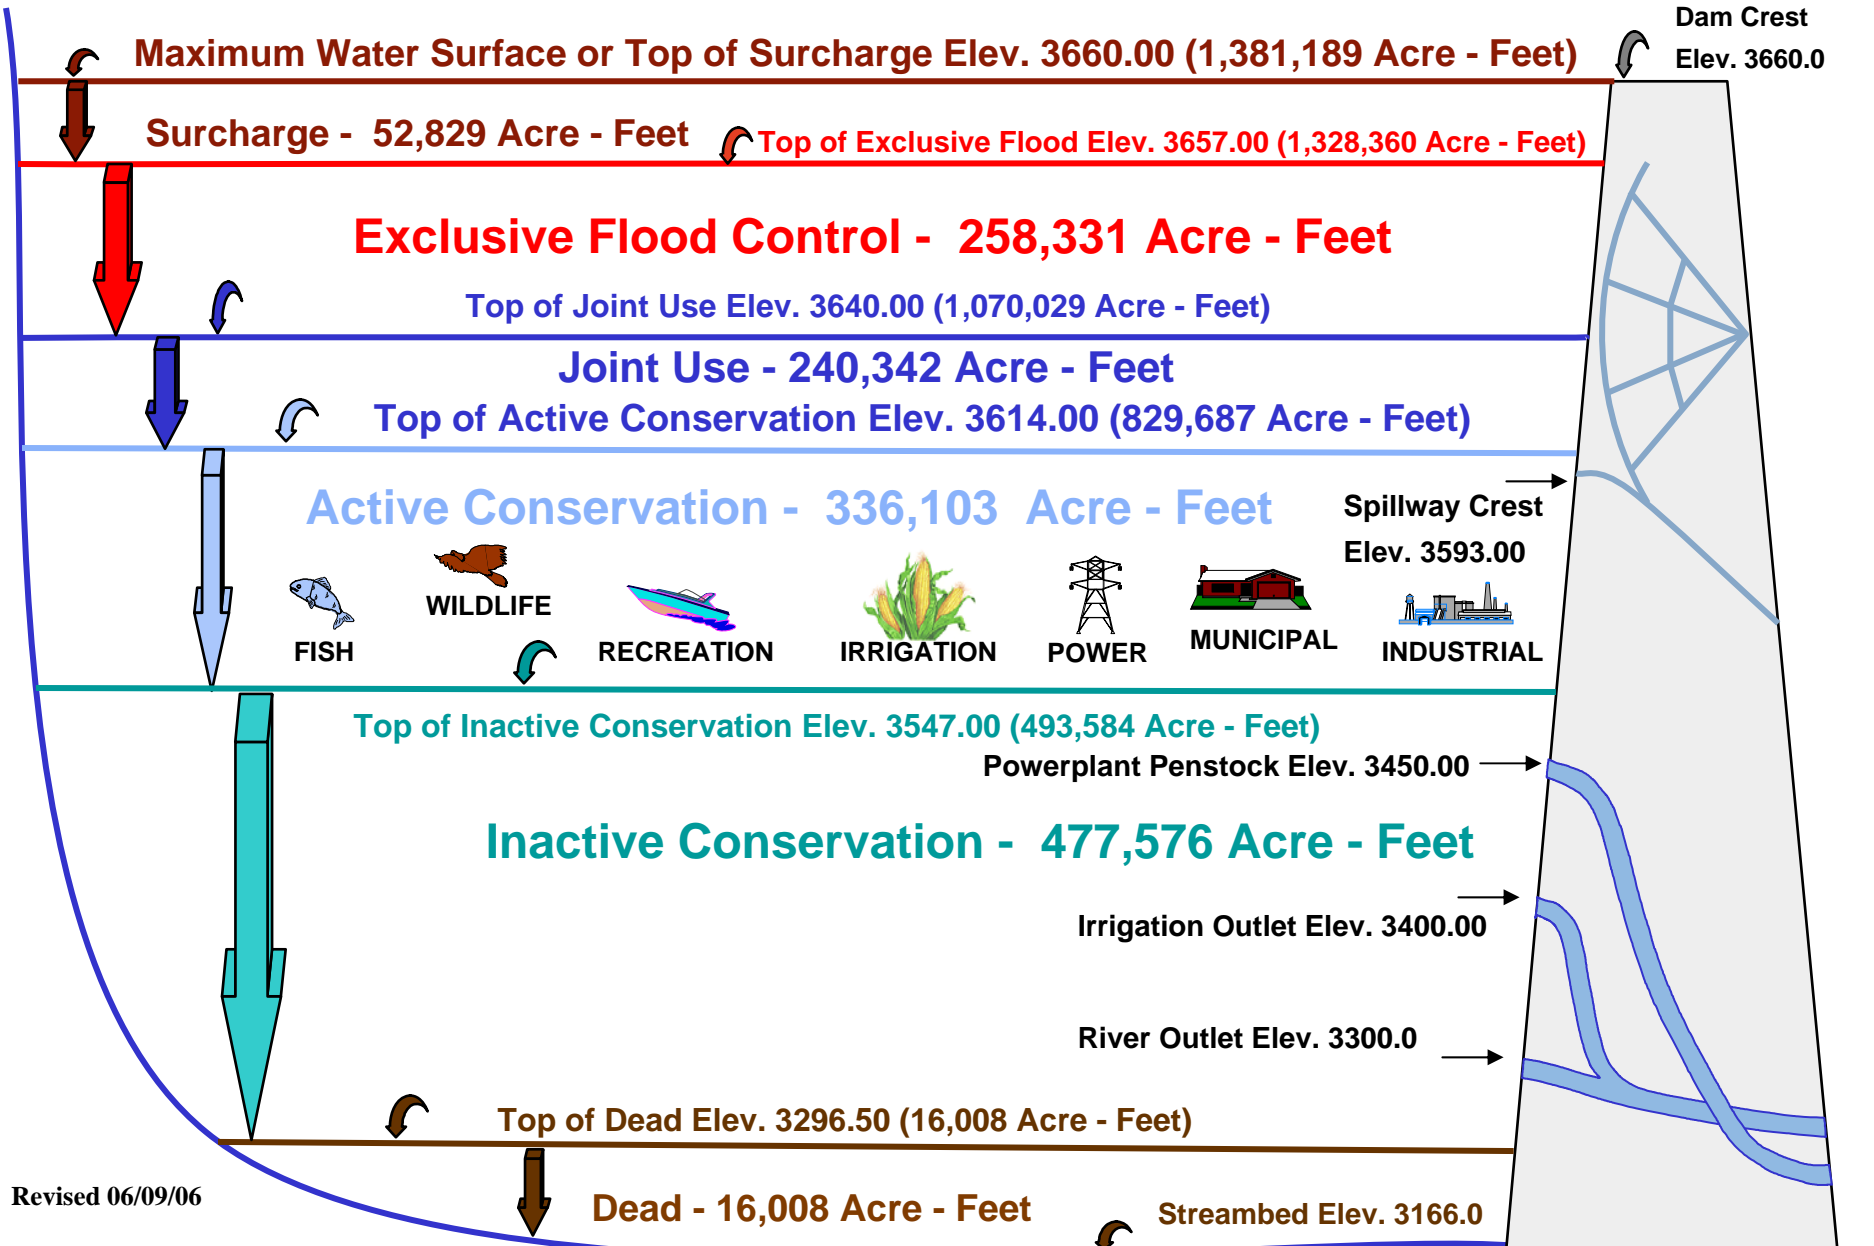 Dam Crest
Elev. 3660.0
Maximum Water Surface or Top of Surcharge Elev. 3660.00 (1,381,189 Acre - Feet)
Surcharge - 52,829 Acre - Feet
Top of Exclusive Flood Elev. 3657.00 (1,328,360 Acre - Feet)
Exclusive Flood Control - 258,331 Acre - Feet
Top of Joint Use Elev. 3640.00 (1,070,029 Acre - Feet)
Joint Use - 240,342 Acre - Feet
Top of Active Conservation Elev. 3614.00 (829,687 Acre - Feet)
Active Conservation - 336,103 Acre - Feet
Spillway Crest
Elev. 3593.00
FISH
WILDLIFE
RECREATION
IRRIGATION
POWER
MUNICIPAL
INDUSTRIAL
Top of Inactive Conservation Elev. 3547.00 (493,584 Acre - Feet)
Powerplant Penstock Elev. 3450.00
Inactive Conservation - 477,576 Acre - Feet
Irrigation Outlet Elev. 3400.00
River Outlet Elev. 3300.0
Top of Dead Elev. 3296.50 (16,008 Acre - Feet)
Revised 06/09/06
Dead - 16,008 Acre - Feet
Streambed Elev. 3166.0